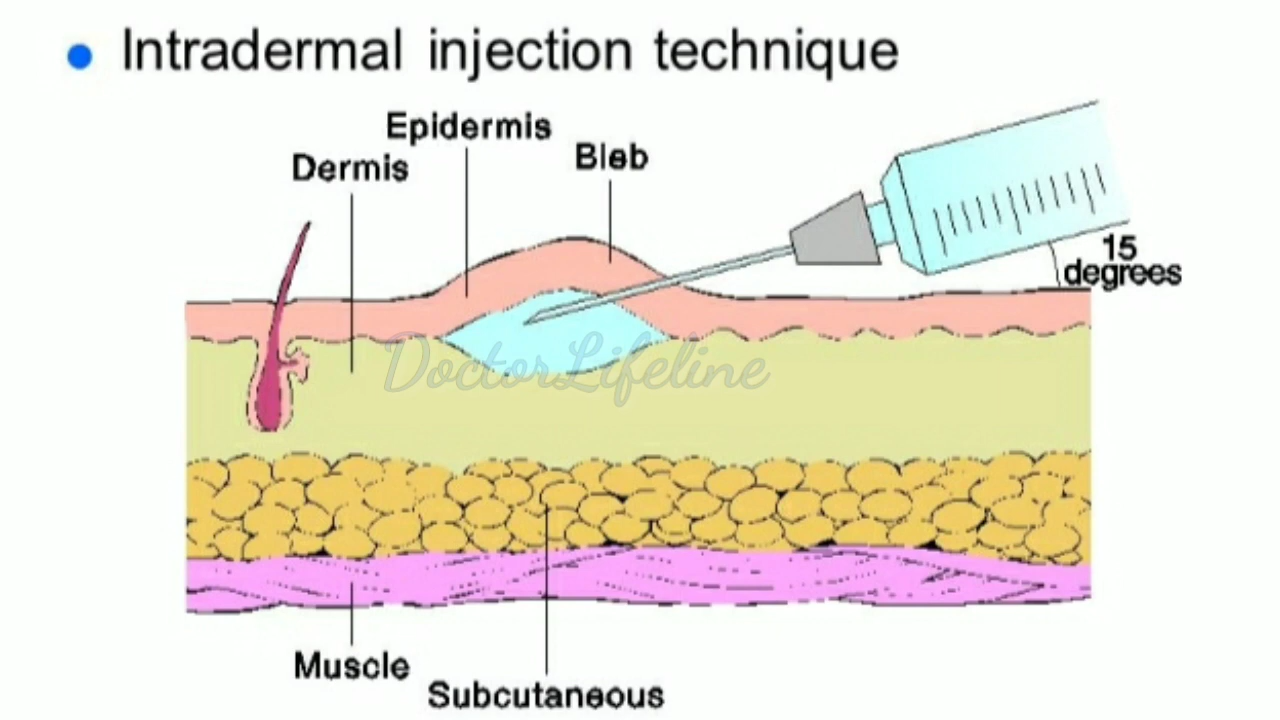 Intradermal injection technique
Epidermis
Dermis
Bleb
15
degrees
DoctorLifeline
Muscle
Subcutaneous